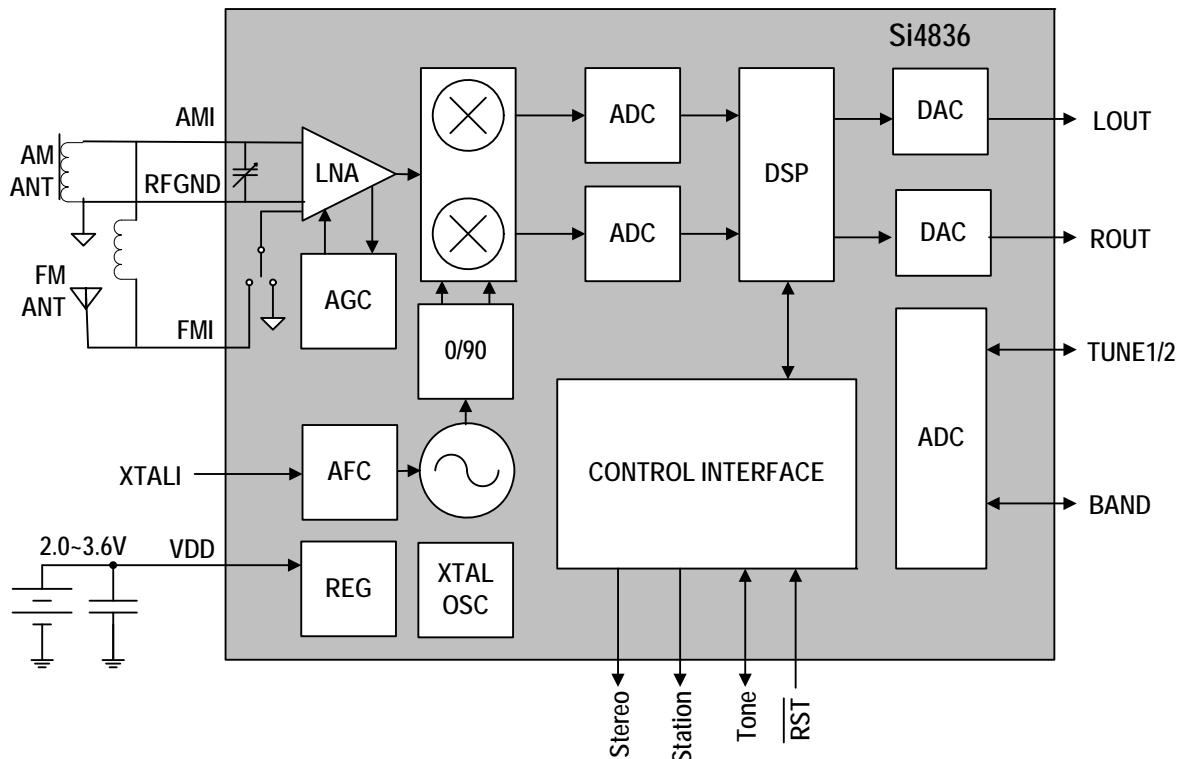 Si4836
AMI
AM
ANT
RFGND
LNA
ADC
DSP
DAC
LOUT
ADC
DAC
ROUT
FM
ANT
FMI
AGC
0/90
TUNE1/2
ADC
XTALI
AFC
CONTROL INTERFACE
BAND
2.0~3.6V
VDD
REG
XTAL
OSC
Stereo
Station
Tone
RST